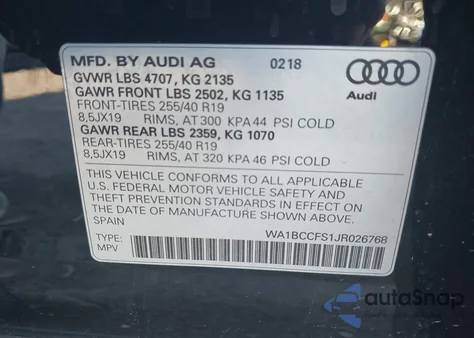 MFD. BY AUDI AG 0218
GVWR LBS 4707, KG 2135
GAWR FRONT LBS 2502, KG 1135
FRONT-TIRES 255/40 R19
8,5JX19 RIMS, AT 300 KPA 44 PSI COLD
GAWR REAR LBS 2359, KG 1070
REAR-TIRES 255/40 R19
8,5JX19 RIMS, AT 320 KPA 46 PSI COLD
Audi
THIS VEHICLE CONFORMS TO ALL APPLICABLE
U.S. FEDERAL MOTOR VEHICLE SAFETY AND
THEFT PREVENTION STANDARDS IN EFFECT ON
THE DATE OF MANUFACTURE SHOWN ABOVE.
SPAIN
TYPE: WA1BCCFS1JR026768
MPV
autoSnap